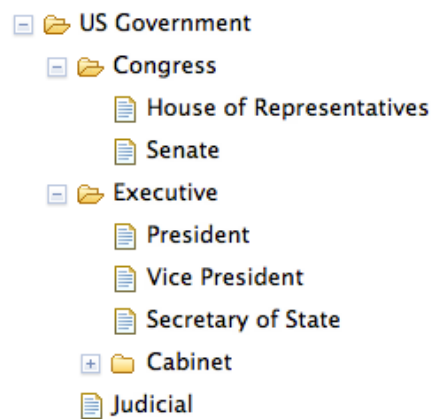 US Government
Congress
House of Representatives
Senate
Executive
President
Vice President
Secretary of State
Cabinet
Judicial